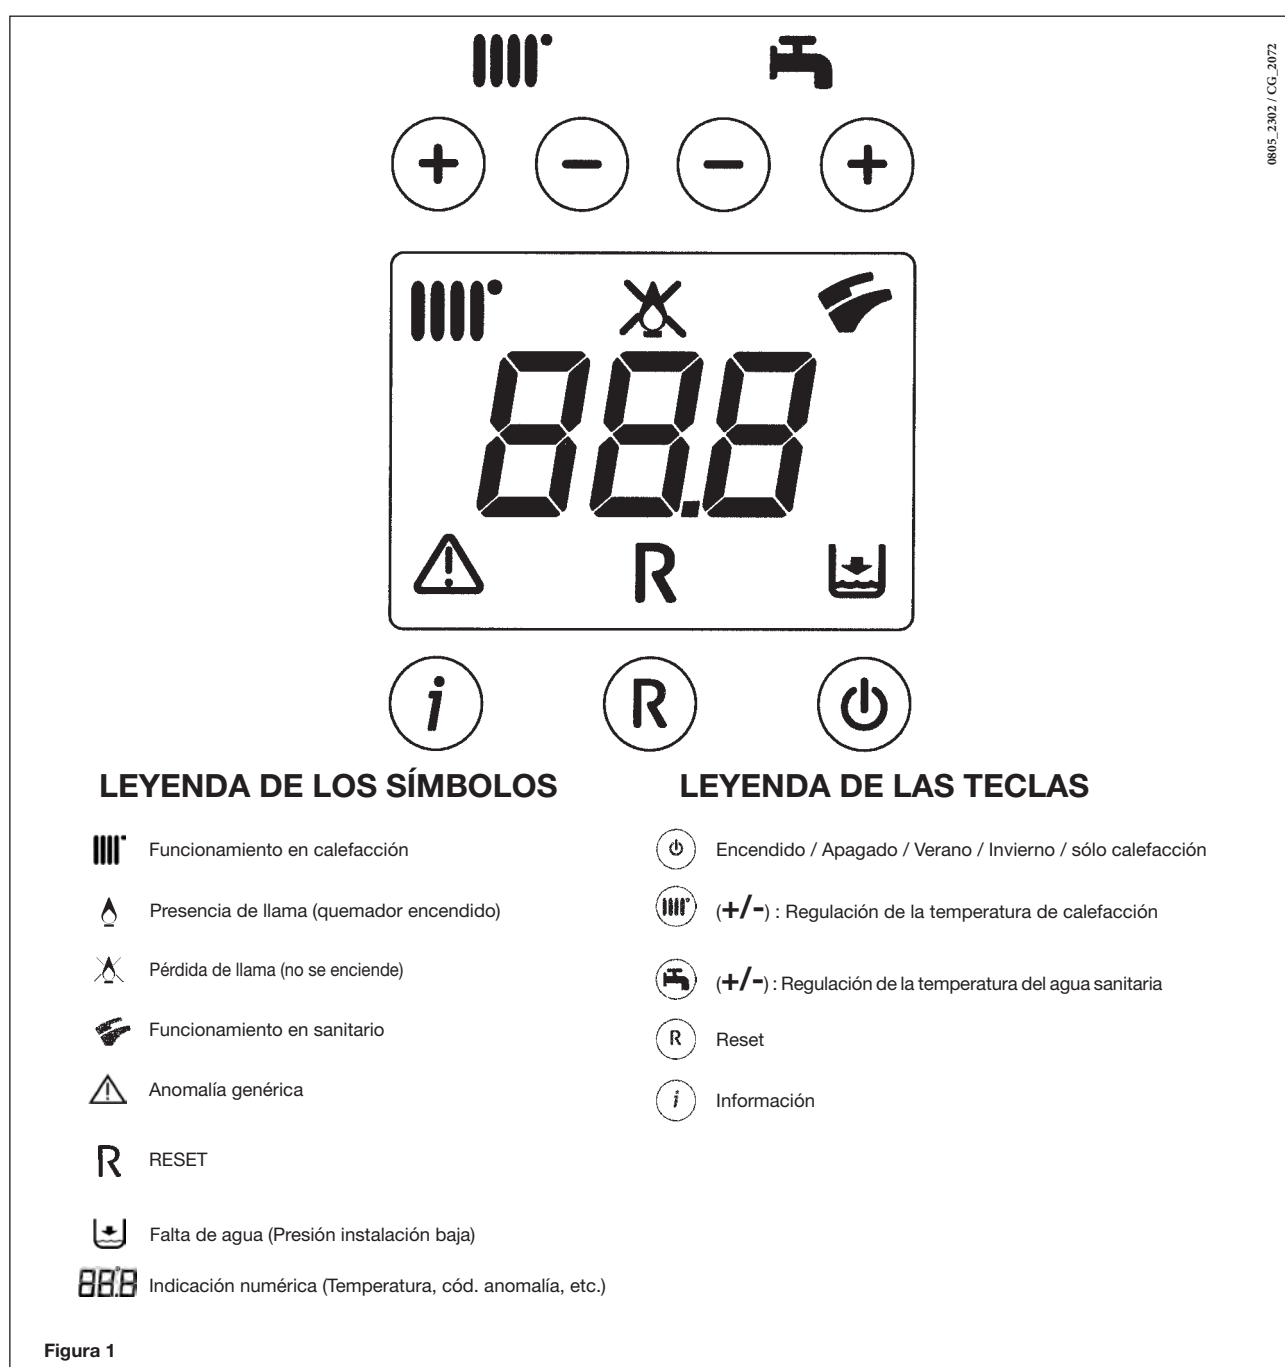 0805_2302 / CG_2072
+ − − +
88.8
R
i R
LEYENDA DE LOS SÍMBOLOS
Funcionamiento en calefacción
Presencia de llama (quemador encendido)
Pérdida de llama (no se enciende)
Funcionamiento en sanitario
Anomalía genérica
R RESET
Falta de agua (Presión instalación baja)
88.8 Indicación numérica (Temperatura, cód. anomalía, etc.)
LEYENDA DE LAS TECLAS
Encendido / Apagado / Verano / Invierno / sólo calefacción
(+/-) : Regulación de la temperatura de calefacción
(+/-) : Regulación de la temperatura del agua sanitaria
R Reset
i Información
Figura 1